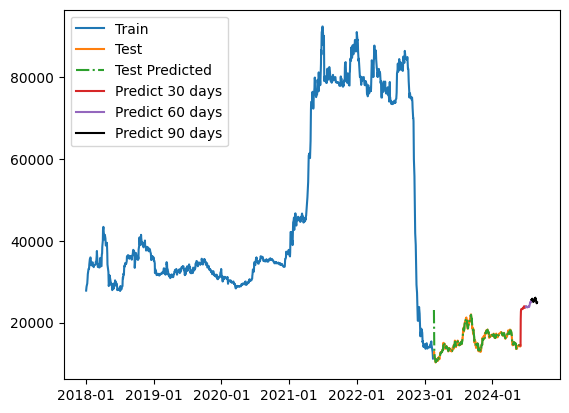 Train
Test
Test Predicted
Predict 30 days
Predict 60 days
Predict 90 days
80000
60000
40000
20000
2018-01 2019-01 2020-01 2021-01 2022-01 2023-01 2024-01